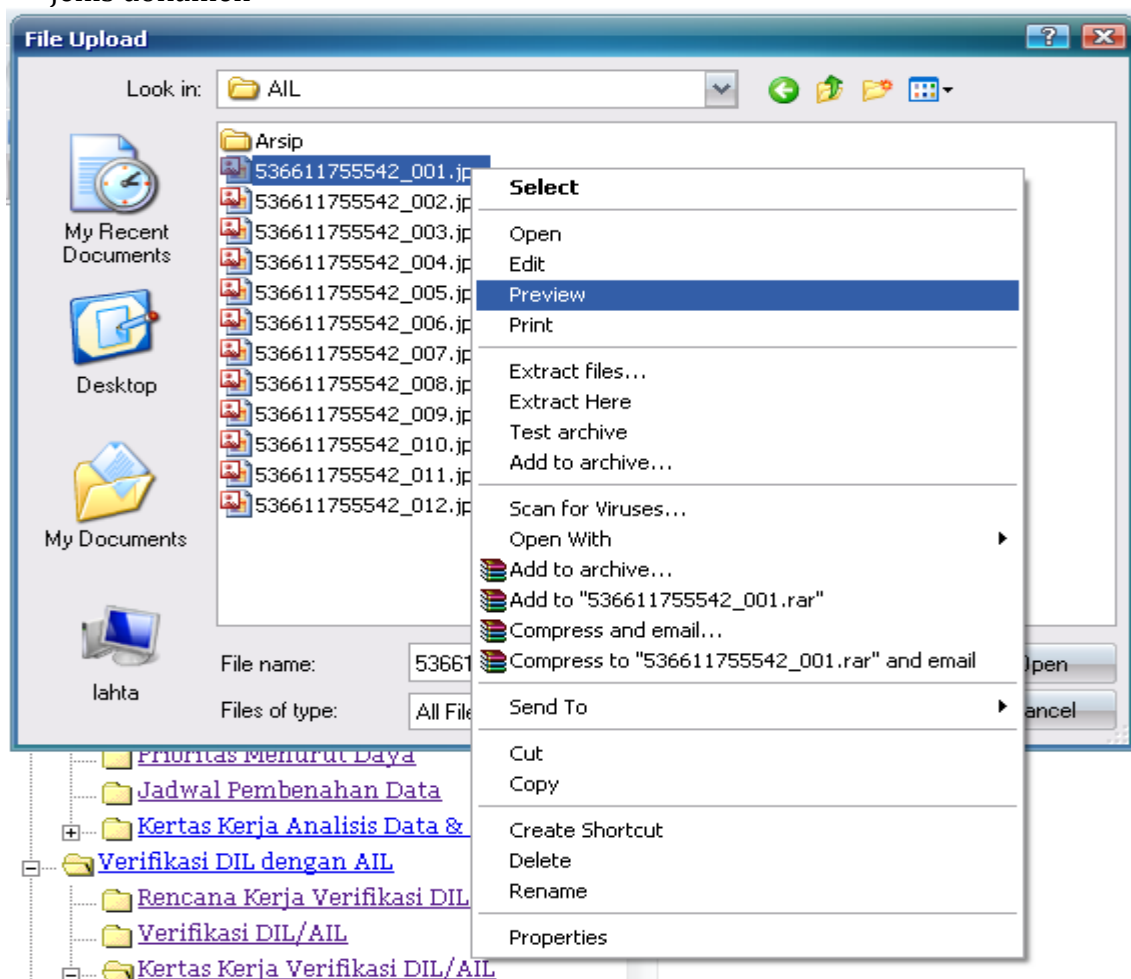 jenis dokumen
File Upload
Look in: AIL
Arsip
536611755542_001.jp
536611755542_002.jp
536611755542_003.jp
536611755542_004.jp
536611755542_005.jp
536611755542_006.jp
536611755542_007.jp
536611755542_008.jp
536611755542_009.jp
536611755542_010.jp
536611755542_011.jp
536611755542_012.jp
My Recent
Documents
Desktop
My Documents
lahta
Select
Open
Edit
Preview
Print
Extract files...
Extract Here
Test archive
Add to archive...
Scan for Viruses...
Open With
Add to archive...
Add to "536611755542_001.rar"
Compress and email...
Compress to "536611755542_001.rar" and email
Send To
Cut
Copy
Create Shortcut
Delete
Rename
Properties
File name: 53661
Open
Files of type: All File
Cancel
Prioritas Menurut Daya
Jadwal Pembenahan Data
Kertas Kerja Analisis Data &
Verifikasi DIL dengan AIL
Rencana Kerja Verifikasi DIL
Verifikasi DIL/AIL
Kertas Kerja Verifikasi DIL/AIL